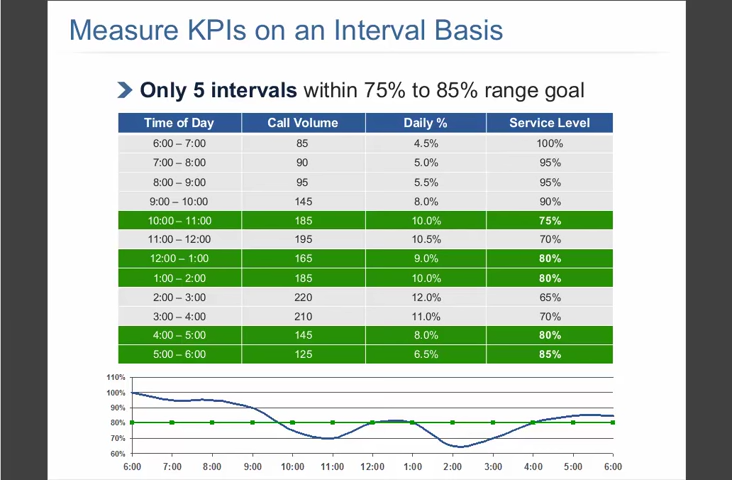 Measure KPIs on an Interval Basis
Only 5 intervals within 75% to 85% range goal
Time of Day Call Volume Daily % Service Level
6:00 – 7:00 85 4.5% 100%
7:00 – 8:00 90 5.0% 95%
8:00 – 9:00 95 5.5% 95%
9:00 – 10:00 145 8.0% 90%
10:00 – 11:00 185 10.0% 75%
11:00 – 12:00 195 10.5% 70%
12:00 – 1:00 165 9.0% 80%
1:00 – 2:00 185 10.0% 80%
2:00 – 3:00 220 12.0% 65%
3:00 – 4:00 210 11.0% 70%
4:00 – 5:00 145 8.0% 80%
5:00 – 6:00 125 6.5% 85%
110%
100%
90%
80%
70%
60%
6:00 7:00 8:00 9:00 10:00 11:00 12:00 1:00 2:00 3:00 4:00 5:00 6:00